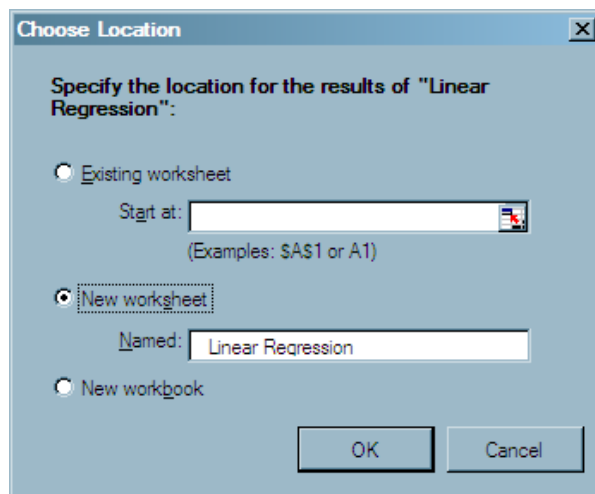 Choose Location
Specify the location for the results of "Linear
Regression":
Existing worksheet
Start at:
(Examples: $A$1 or A1)
New worksheet
Named: Linear Regression
New workbook
OK Cancel